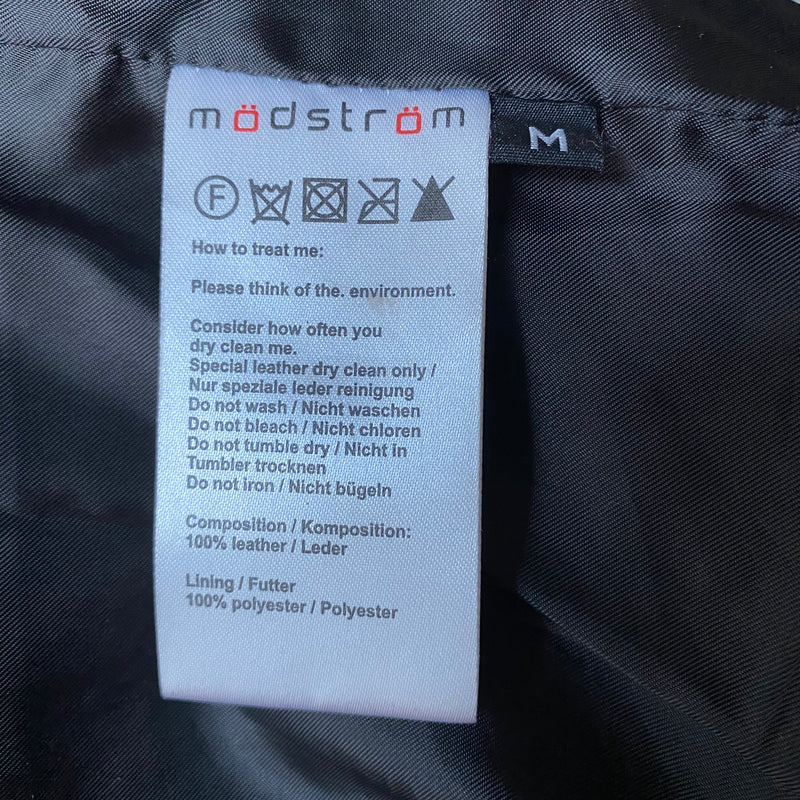 mödström
M
F
How to treat me:
Please think of the. environment.
Consider how often you
dry clean me.
Special leather dry clean only /
Nur speziale leder reinigung
Do not wash / Nicht waschen
Do not bleach / Nicht chloren
Do not tumble dry / Nicht in
Tumbler trocknen
Do not iron / Nicht bügeln
Composition / Komposition:
100% leather / Leder
Lining / Futter
100% polyester / Polyester